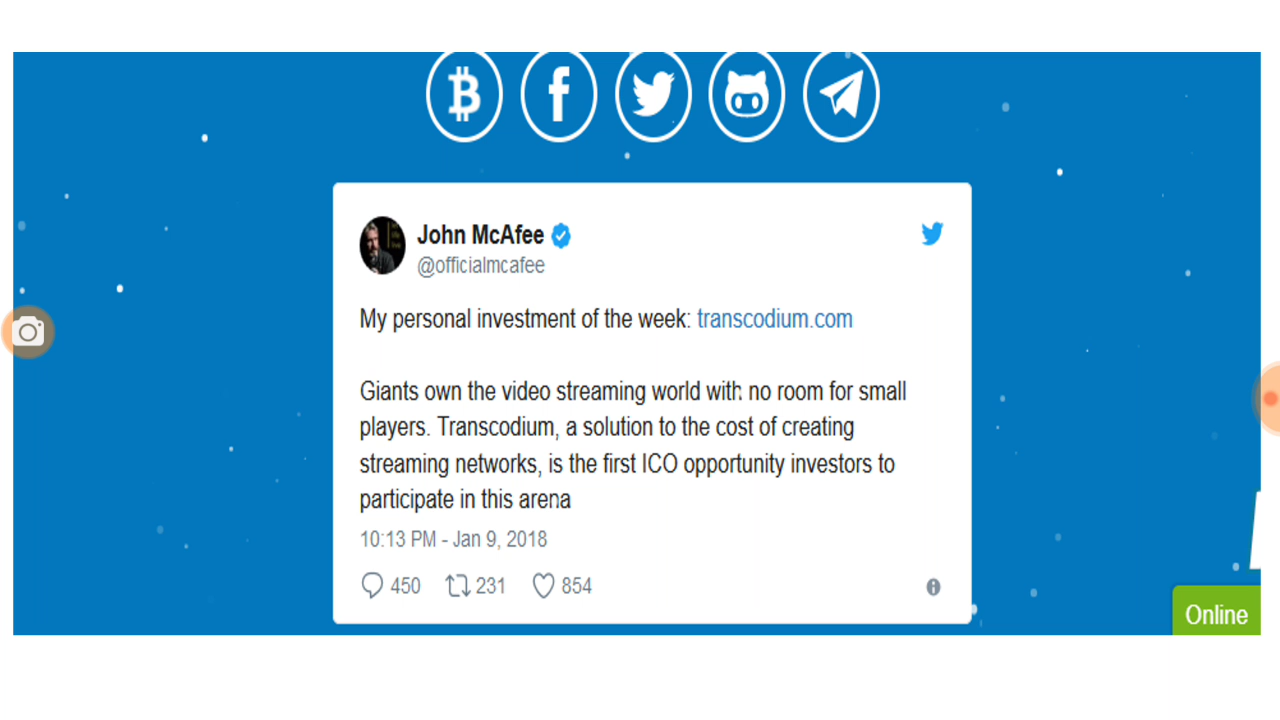 John McAfee
@officialmcafee
My personal investment of the week: transcodium.com
Giants own the video streaming world with no room for small
players. Transcodium, a solution to the cost of creating
streaming networks, is the first ICO opportunity investors to
participate in this arena
10:13 PM - Jan 9, 2018
450 231 854
Online